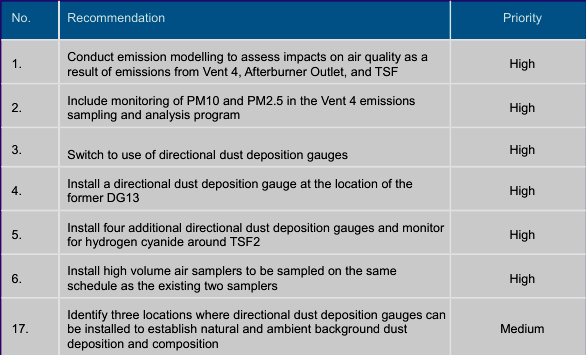 No. Recommendation Priority
1. Conduct emission modelling to assess impacts on air quality as a
result of emissions from Vent 4, Afterburner Outlet, and TSF High
2. Include monitoring of PM10 and PM2.5 in the Vent 4 emissions
sampling and analysis program High
3. Switch to use of directional dust deposition gauges High
4. Install a directional dust deposition gauge at the location of the
former DG13 High
5. Install four additional directional dust deposition gauges and monitor
for hydrogen cyanide around TSF2 High
6. Install high volume air samplers to be sampled on the same
schedule as the existing two samplers High
17. Identify three locations where directional dust deposition gauges can
be installed to establish natural and ambient background dust
deposition and composition Medium